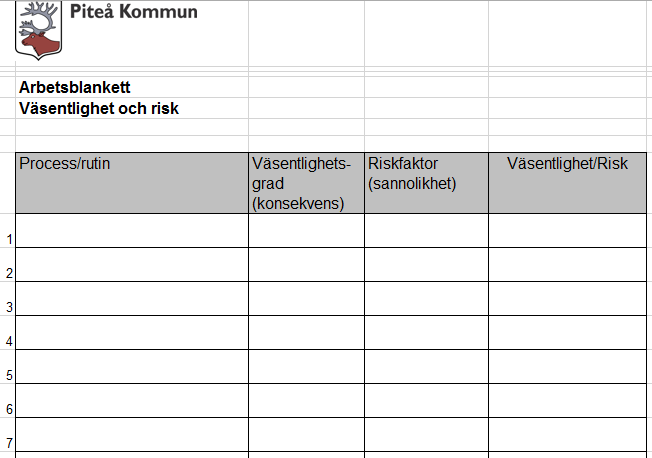 Piteå Kommun
Arbetsblankett
Väsentlighet och risk
Process/rutin
Väsentlighets-
grad
(konsekvens)
Riskfaktor
(sannolikhet)
Väsentlighet/Risk
1
2
3
4
5
6
7